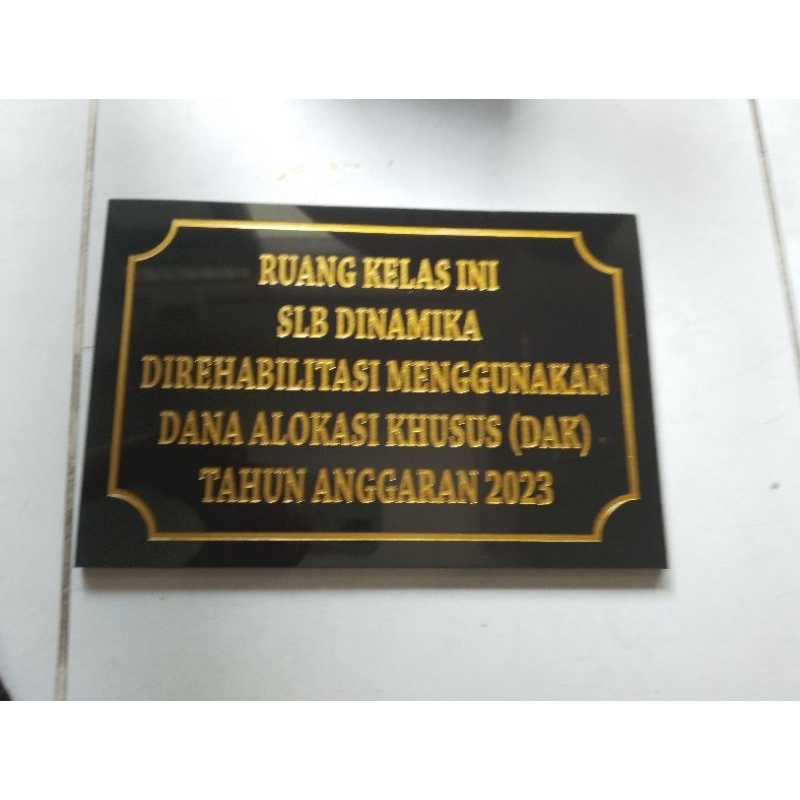 RUANG KELAS INI
SLB DINAMIKA
DIREHABILITASI MENGGUNAKAN
DANA ALOKASI KHUSUS (DAK)
TAHUN ANGGARAN 2023